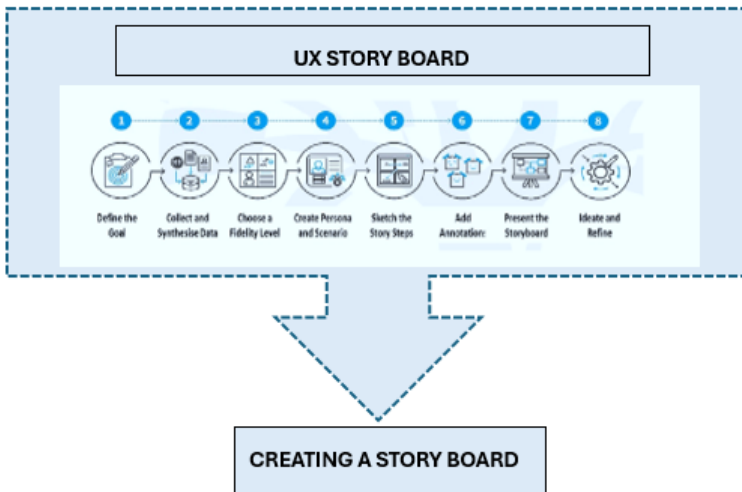 UX STORY BOARD
1 2 3 4 5 6 7 8
Define the Collect and Choose a Create Persona Sketch the Add Present the Ideate and
Goal Synthesise Data Fidelity Level and Scenario Story Steps Annotation: Storyboard Refine
CREATING A STORY BOARD